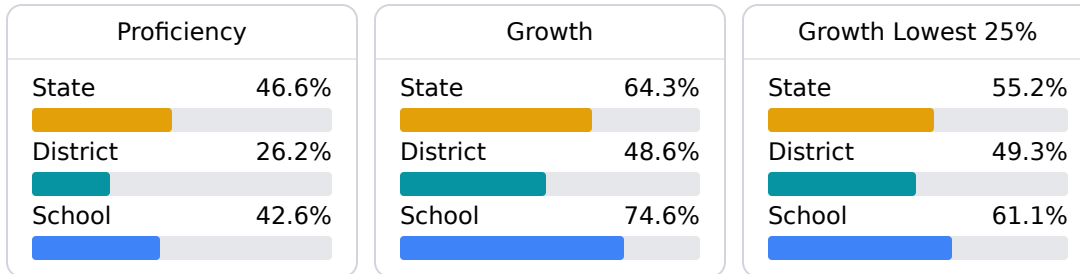 Proficiency
State 46.6%
District 26.2%
School 42.6%
Growth
State 64.3%
District 48.6%
School 74.6%
Growth Lowest 25%
State 55.2%
District 49.3%
School 61.1%